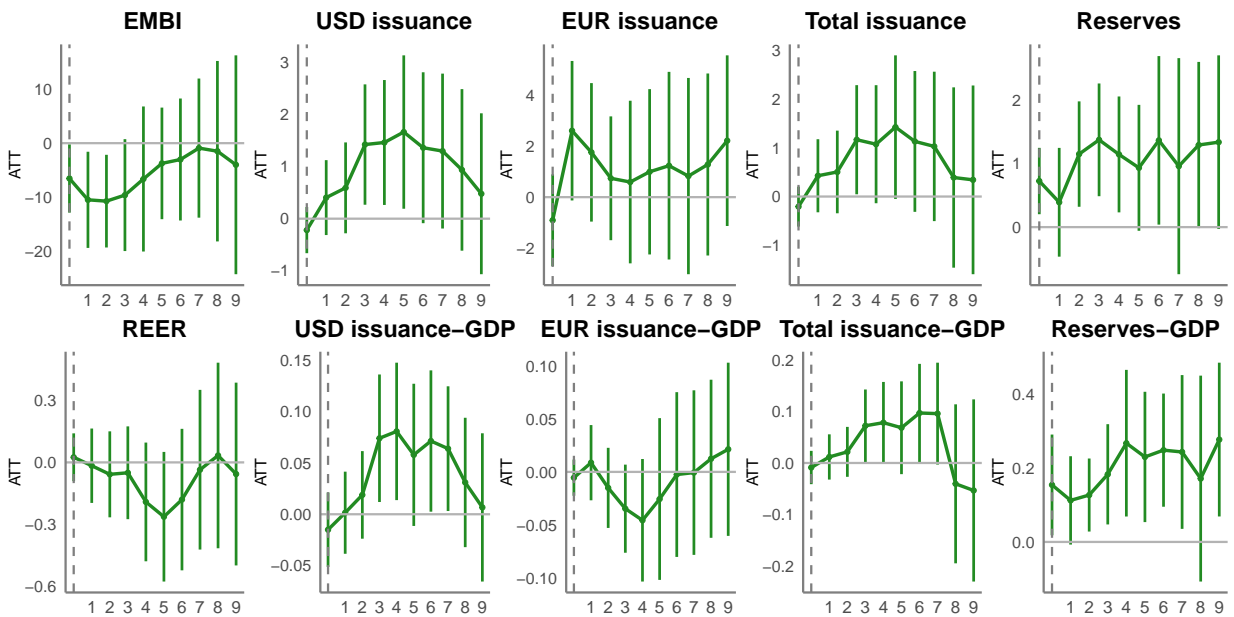 EMBI
USD issuance
EUR issuance
Total issuance
Reserves
ATT
10
0
−10
−20
1 2 3 4 5 6 7 8 9
ATT
3
2
1
0
−1
1 2 3 4 5 6 7 8 9
ATT
4
2
0
−2
1 2 3 4 5 6 7 8 9
ATT
3
2
1
0
−1
1 2 3 4 5 6 7 8 9
ATT
2
1
0
1 2 3 4 5 6 7 8 9
REER
USD issuance−GDP
EUR issuance−GDP
Total issuance−GDP
Reserves−GDP
ATT
0.3
0.0
−0.3
−0.6
1 2 3 4 5 6 7 8 9
ATT
0.15
0.10
0.05
0.00
−0.05
1 2 3 4 5 6 7 8 9
ATT
0.10
0.05
0.00
−0.05
−0.10
1 2 3 4 5 6 7 8 9
ATT
0.2
0.1
0.0
−0.1
−0.2
1 2 3 4 5 6 7 8 9
ATT
0.4
0.2
0.0
1 2 3 4 5 6 7 8 9